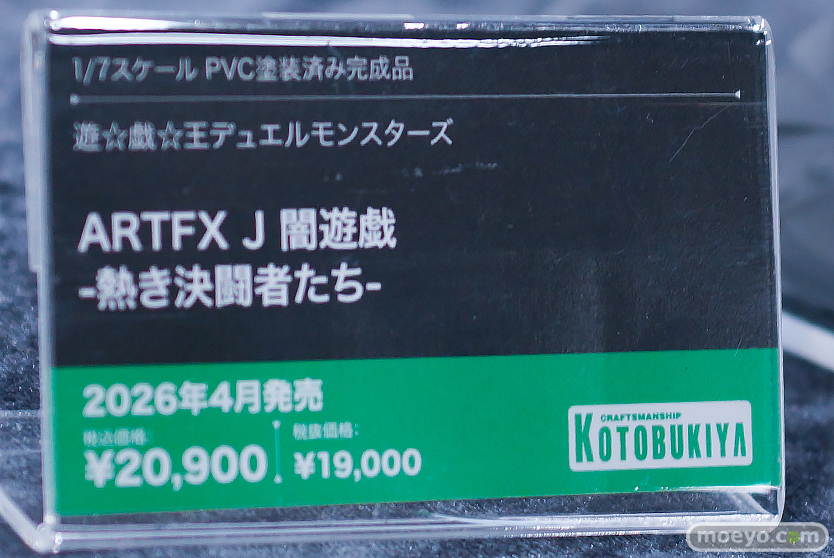 1/7スケール PVC塗装済み完成品
遊☆戯☆王デュエルモンスターズ
ARTFX J 闇遊戯
-熱き決闘者たち-
2026年4月発売
税込価格:
¥20,900
税抜価格:
¥19,000
CRAFTSMANSHIP
KOTOBUKIYA
moeyo.com